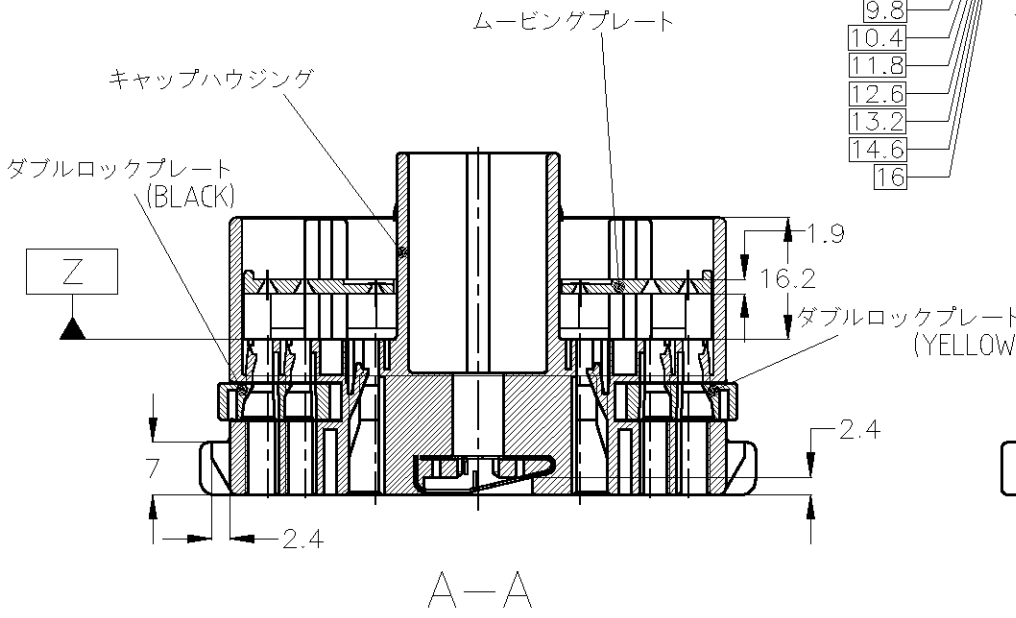 ムービングプレート
9.8
10.4
11.8
12.6
13.2
14.6
16
キャップハウジング
ダブルロックプレート
(BLACK)
Z
1.9
16.2
ダブルロックプレート
(YELLOW
2.4
7
2.4
A-A